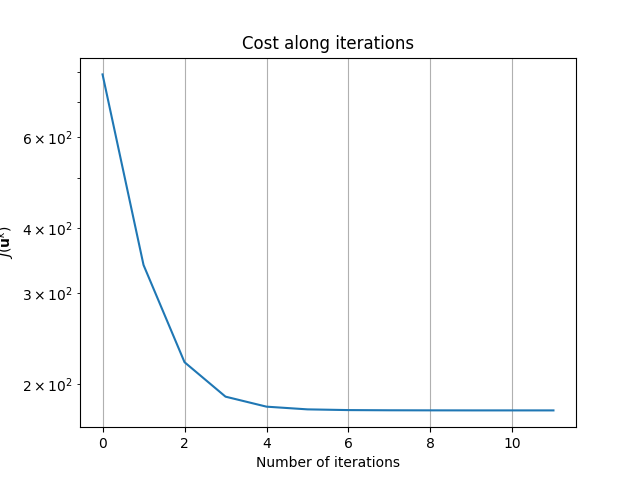 Cost along iterations
J(𝐮ᵏ)
6 × 10²
4 × 10²
3 × 10²
2 × 10²
0 2 4 6 8 10
Number of iterations